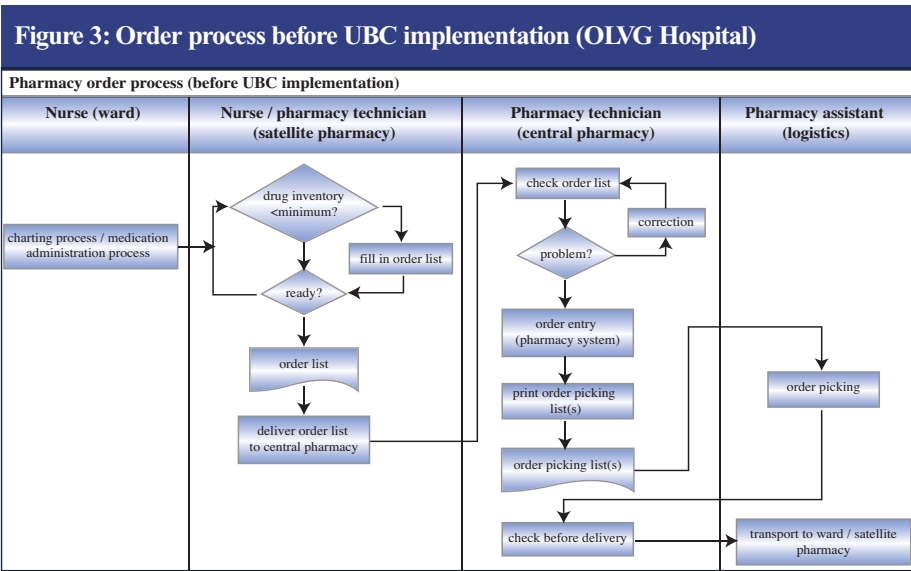 Figure 3: Order process before UBC implementation (OLVG Hospital)
Pharmacy order process (before UBC implementation)
Nurse (ward)
Nurse / pharmacy technician
(satellite pharmacy)
Pharmacy technician
(central pharmacy)
Pharmacy assistant
(logistics)
charting process / medication
administration process
drug inventory
<minimum?
fill in order list
ready?
order list
deliver order list
to central pharmacy
check order list
correction
problem?
order entry
(pharmacy system)
print order picking
list(s)
order picking list(s)
check before delivery
order picking
transport to ward / satellite
pharmacy